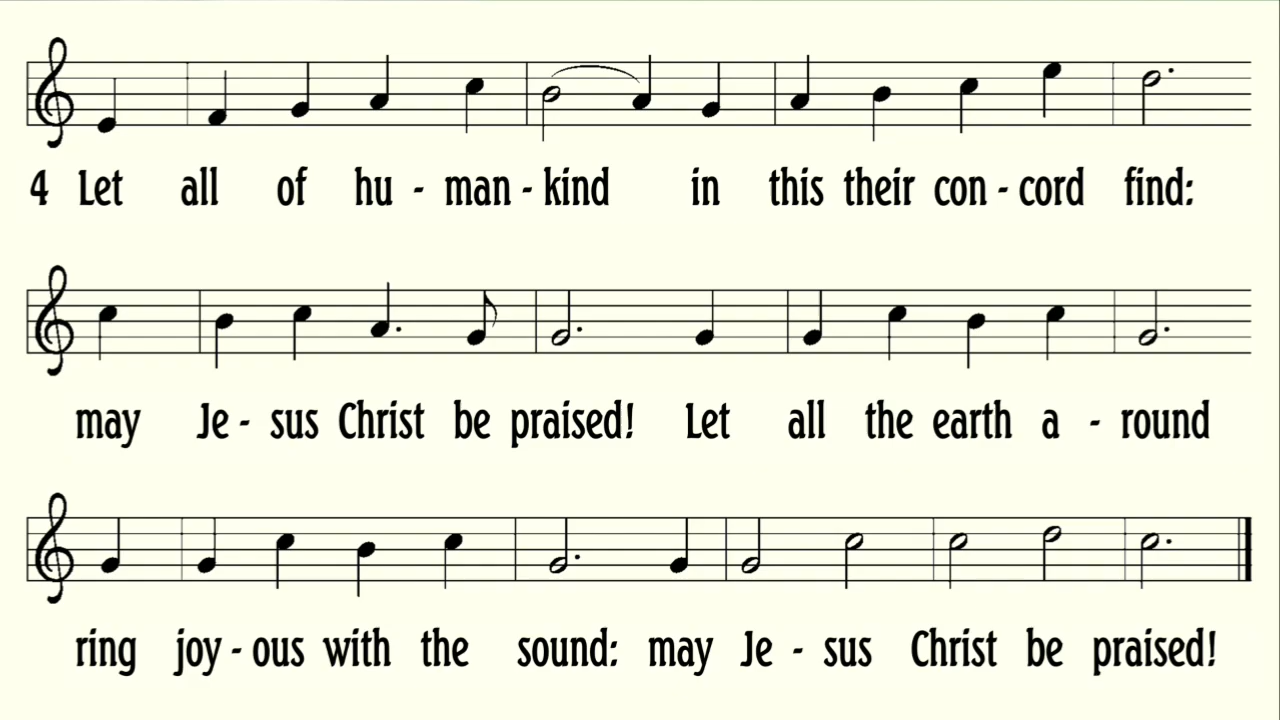 4 Let all of hu - man - kind in this their con - cord find:
may Je - sus Christ be praised! Let all the earth a - round
ring joy - ous with the sound: may Je - sus Christ be praised!